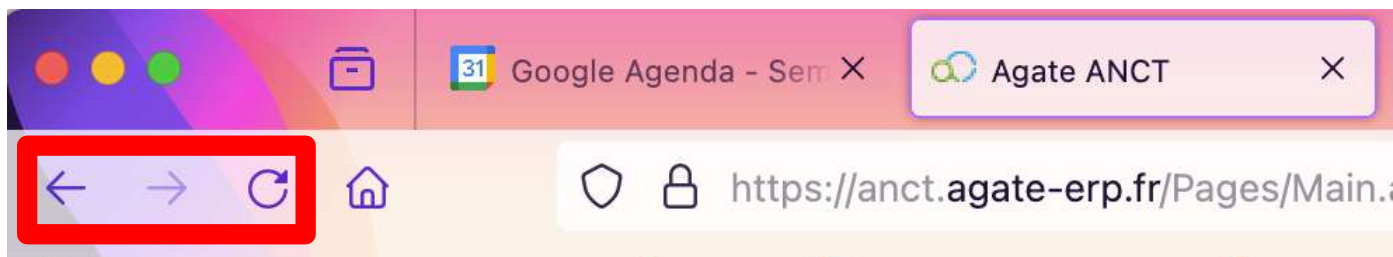 31 Google Agenda - Sem
Agate ANCT
https://anct.agate-erp.fr/Pages/Main.